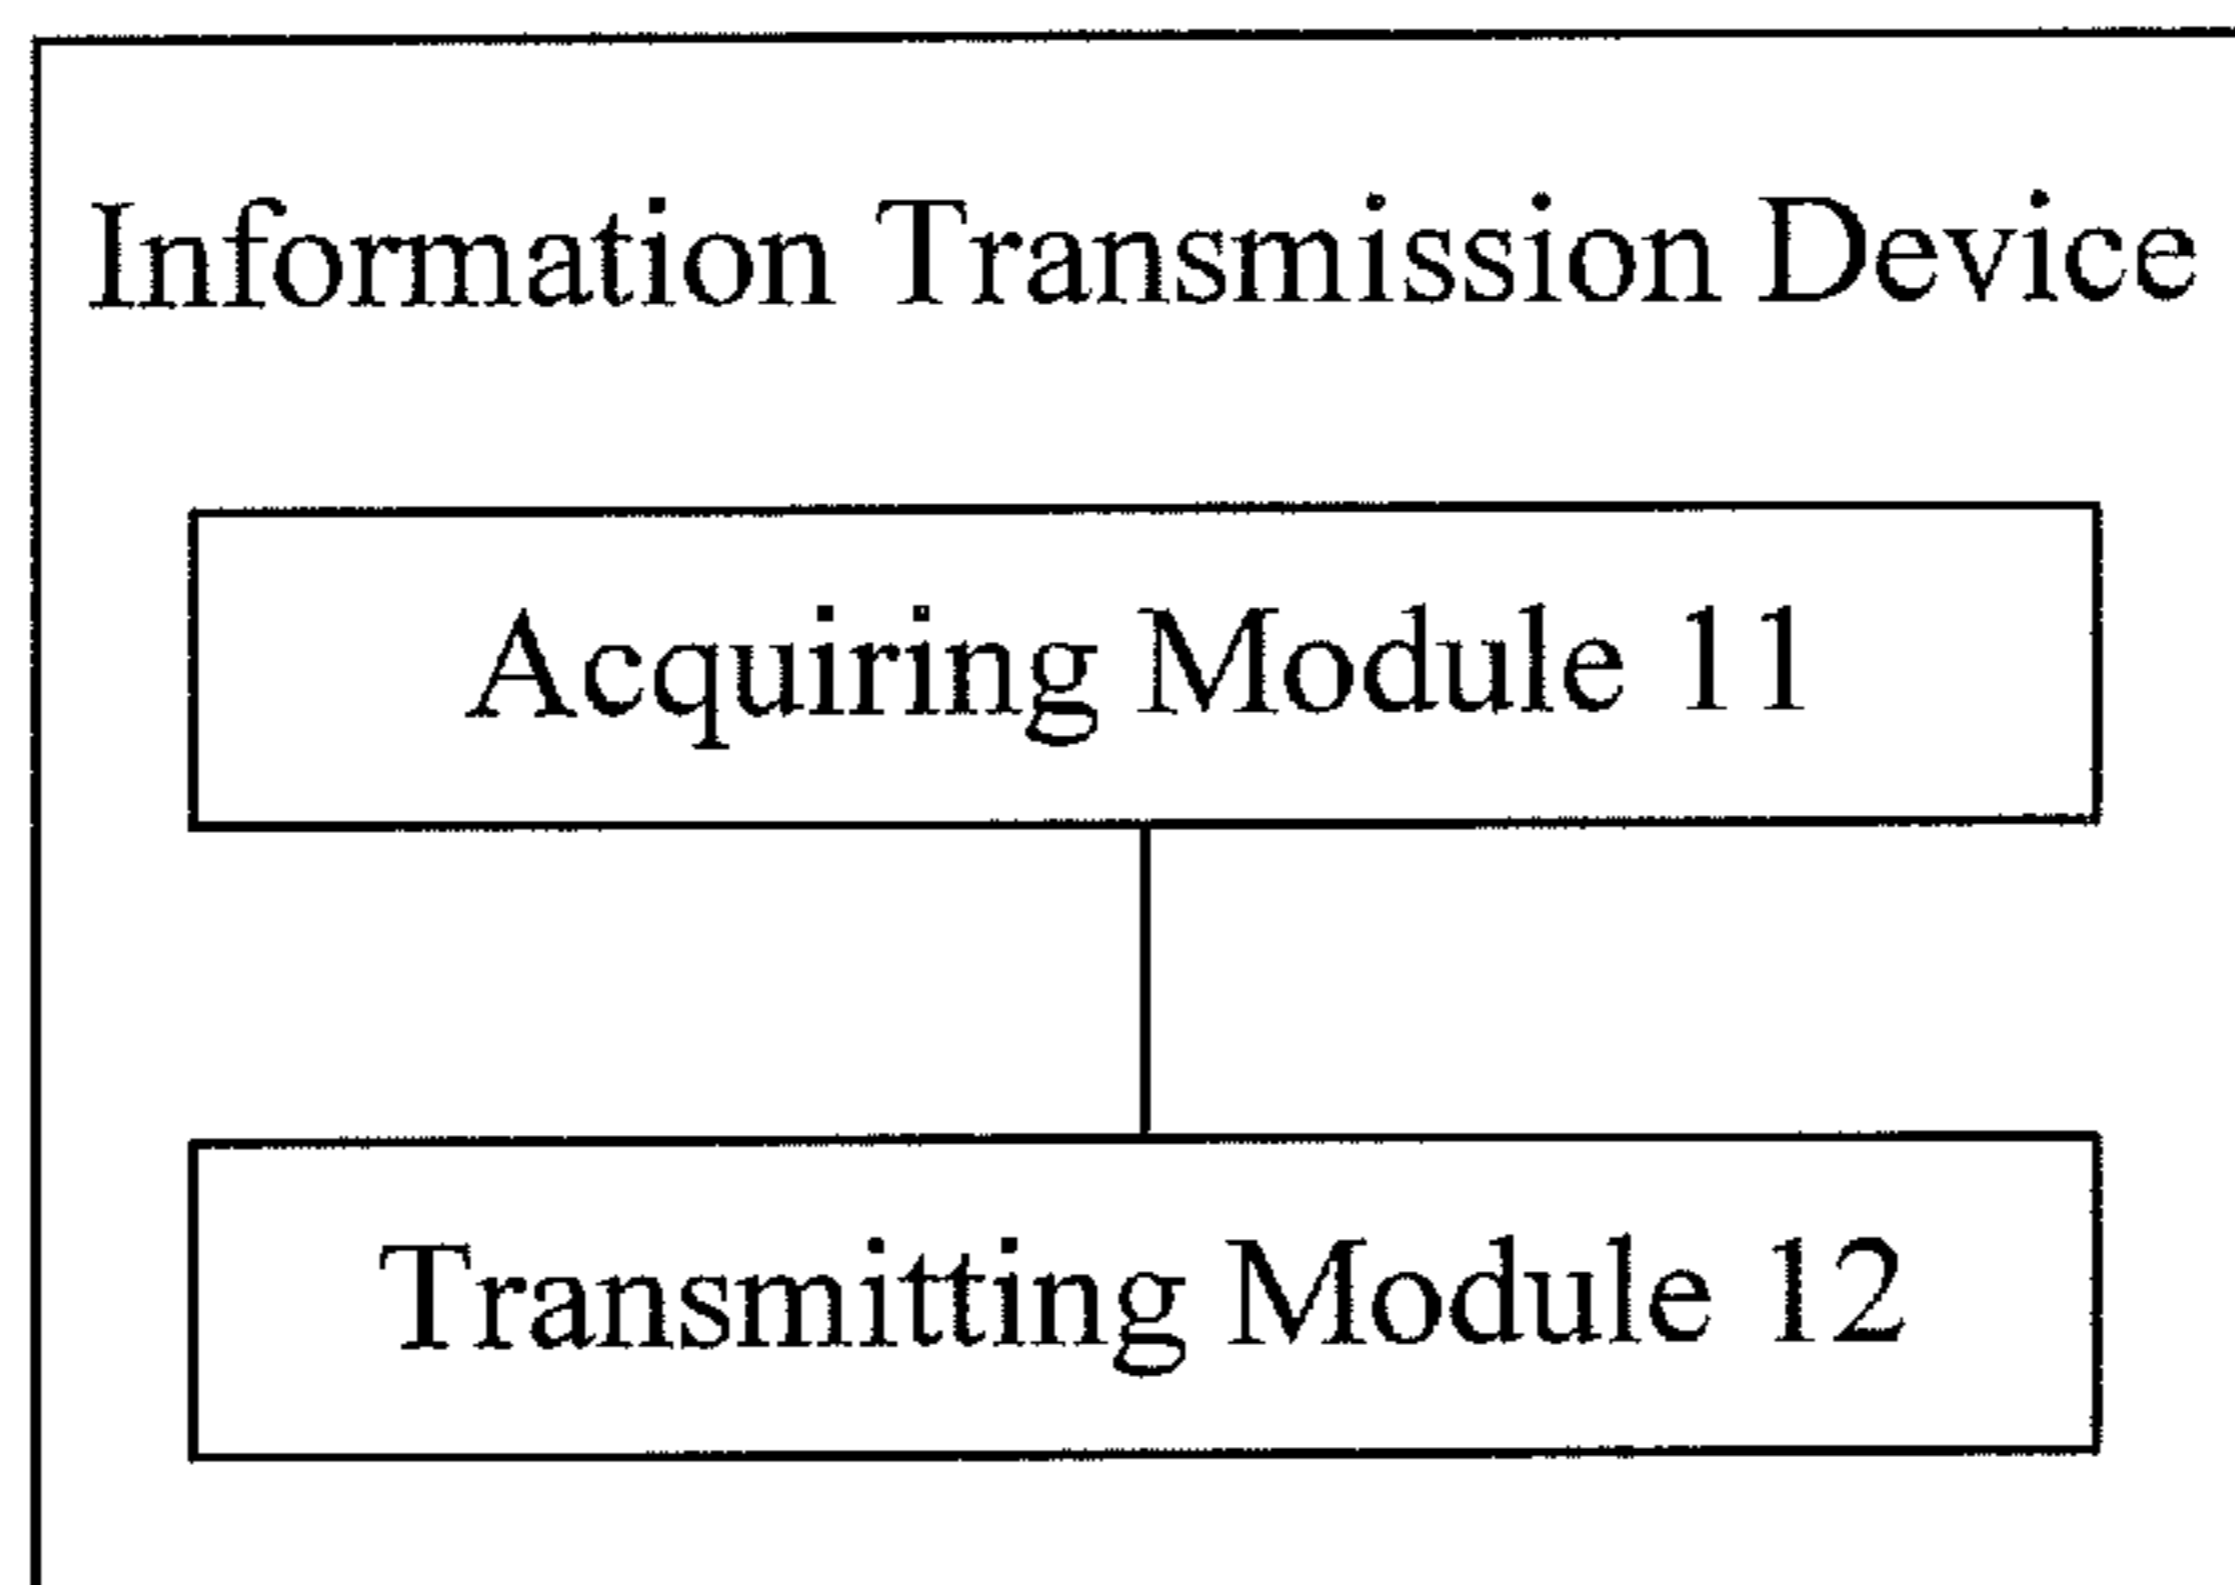 Information Transmission Device
Acquiring Module 11
Transmitting Module 12